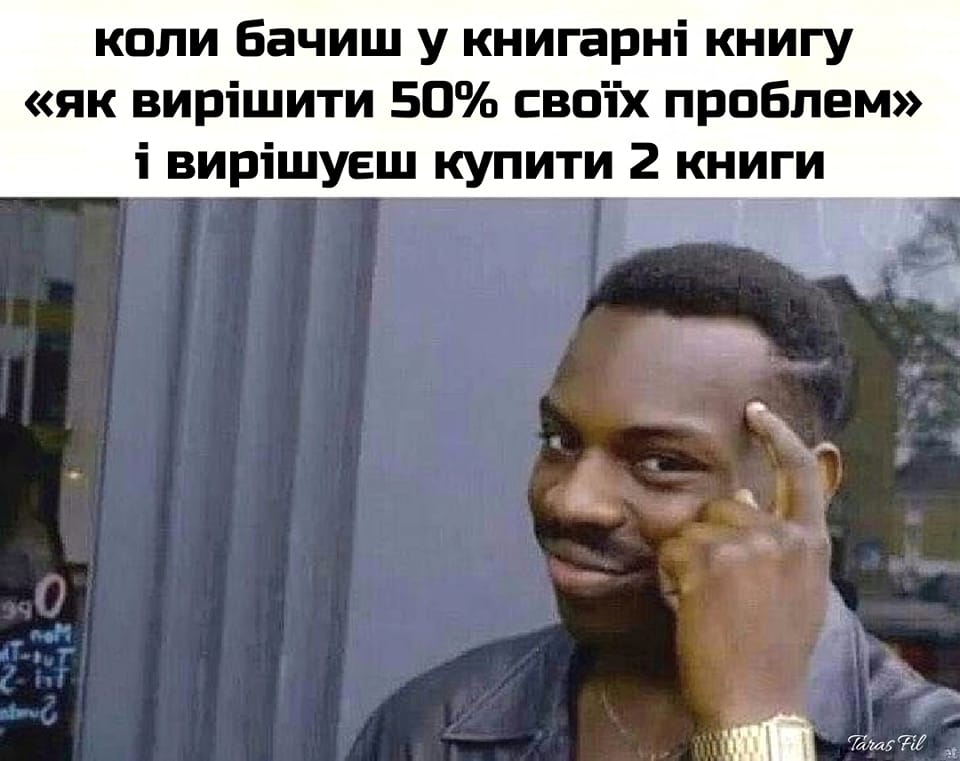 коли бачиш у книгарні книгу
«як вирішити 50% своїх проблем»
і вирішуєш купити 2 книги
Taras Fil